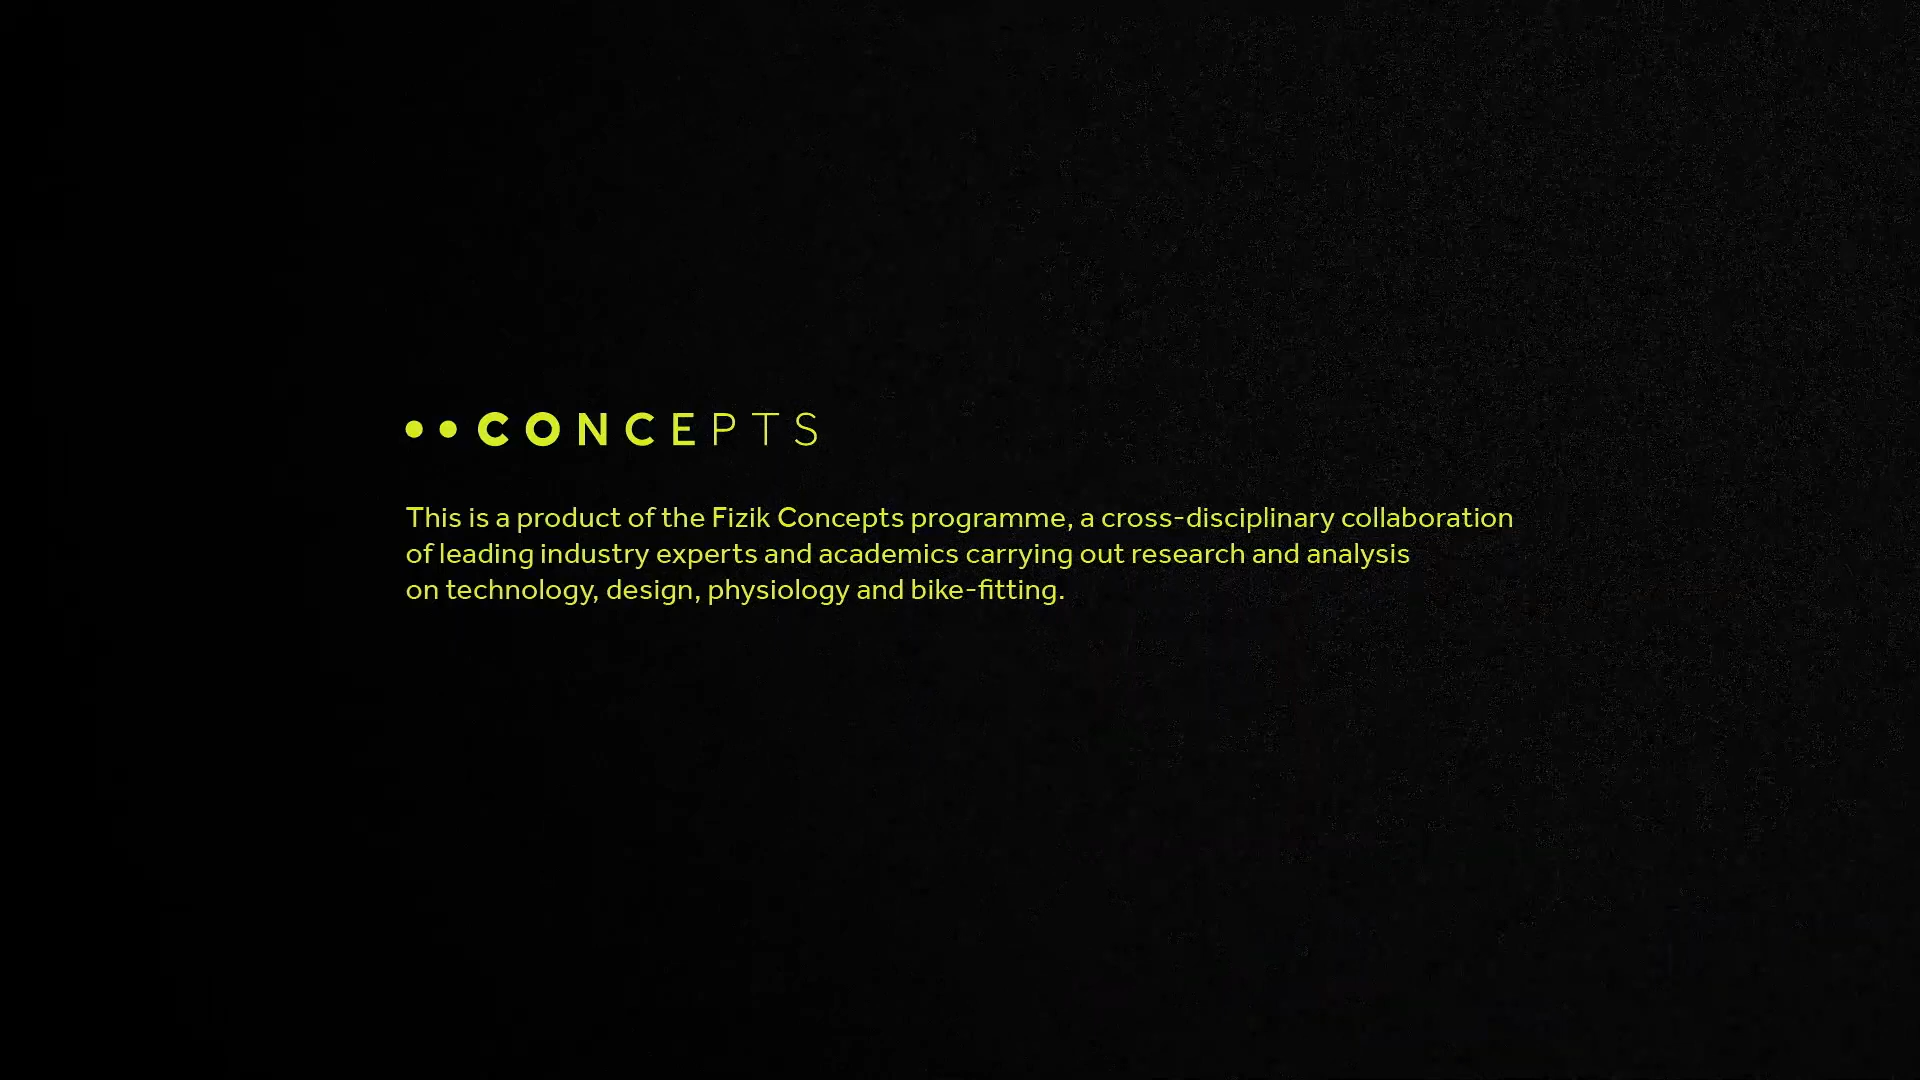 ••CONCEPTS
This is a product of the Fizik Concepts programme, a cross-disciplinary collaboration
of leading industry experts and academics carrying out research and analysis
on technology, design, physiology and bike-fitting.